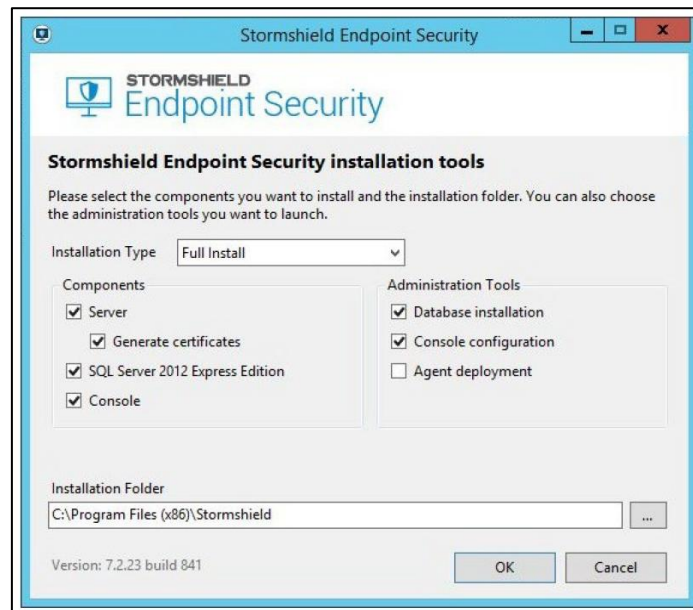 Stormshield Endpoint Security
STORMSHIELD
Endpoint Security
Stormshield Endpoint Security installation tools
Please select the components you want to install and the installation folder. You can also choose
the administration tools you want to launch.
Installation Type Full Install
Components
Server
Generate certificates
SQL Server 2012 Express Edition
Console
Administration Tools
Database installation
Console configuration
Agent deployment
Installation Folder
C:\Program Files (x86)\Stormshield
...
Version: 7.2.23 build 841
OK
Cancel